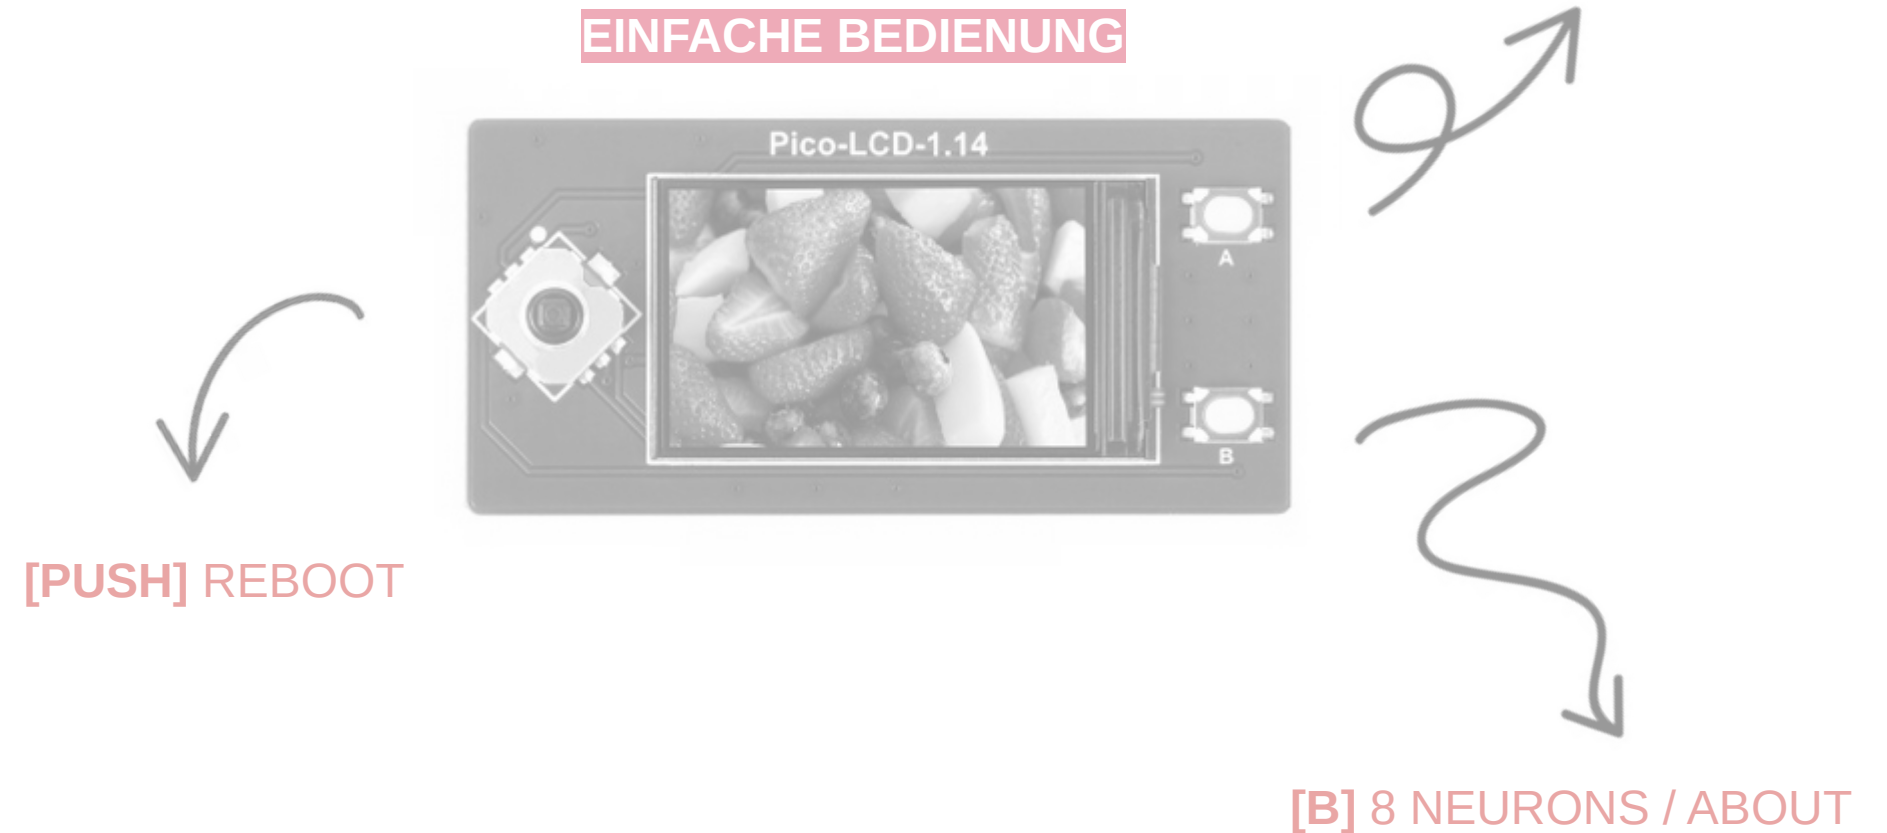 EINFACHE BEDIENUNG
Pico-LCD-1.14
A
B
[PUSH] REBOOT
[B] 8 NEURONS / ABOUT